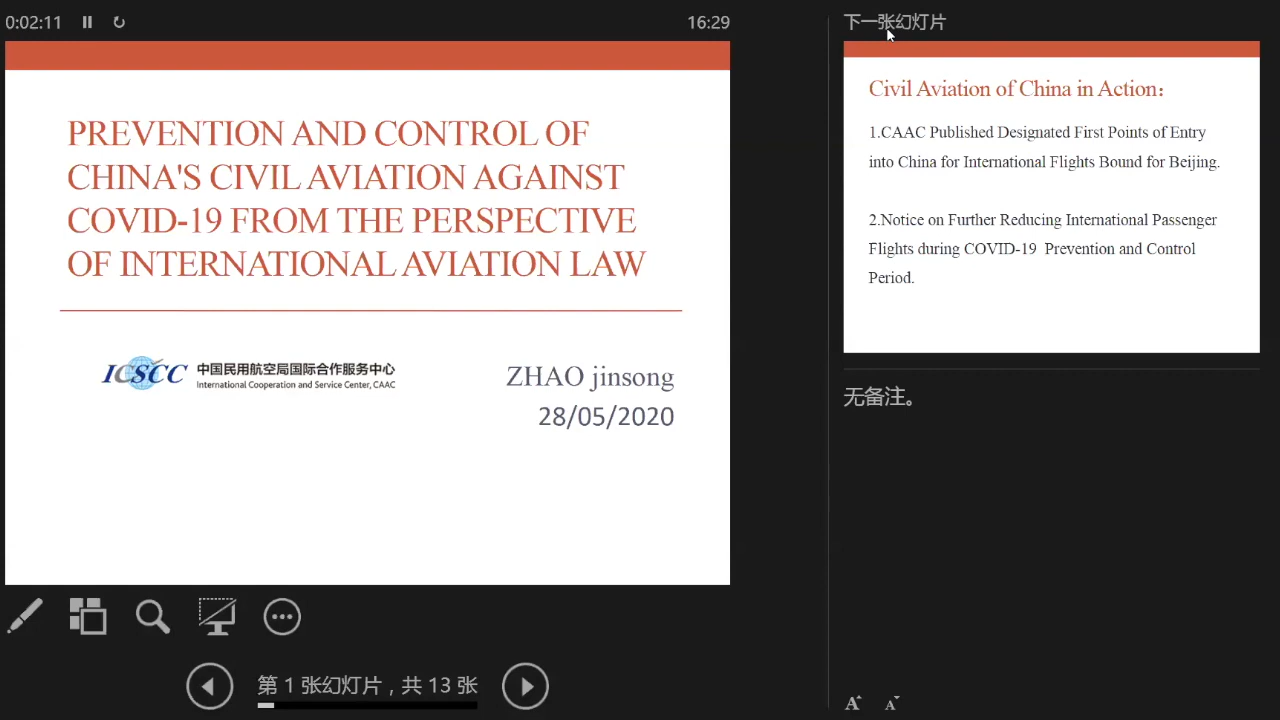 0:02:11
16:29
下一张幻灯片
PREVENTION AND CONTROL OF
CHINA'S CIVIL AVIATION AGAINST
COVID-19 FROM THE PERSPECTIVE
OF INTERNATIONAL AVIATION LAW
ICSCC
中国民用航空局国际合作服务中心
International Cooperation and Service Center, CAAC
ZHAO jinsong
28/05/2020
Civil Aviation of China in Action：
1.CAAC Published Designated First Points of Entry
into China for International Flights Bound for Beijing.
2.Notice on Further Reducing International Passenger
Flights during COVID-19 Prevention and Control
Period.
无备注。
第 1 张幻灯片，共 13 张
A A